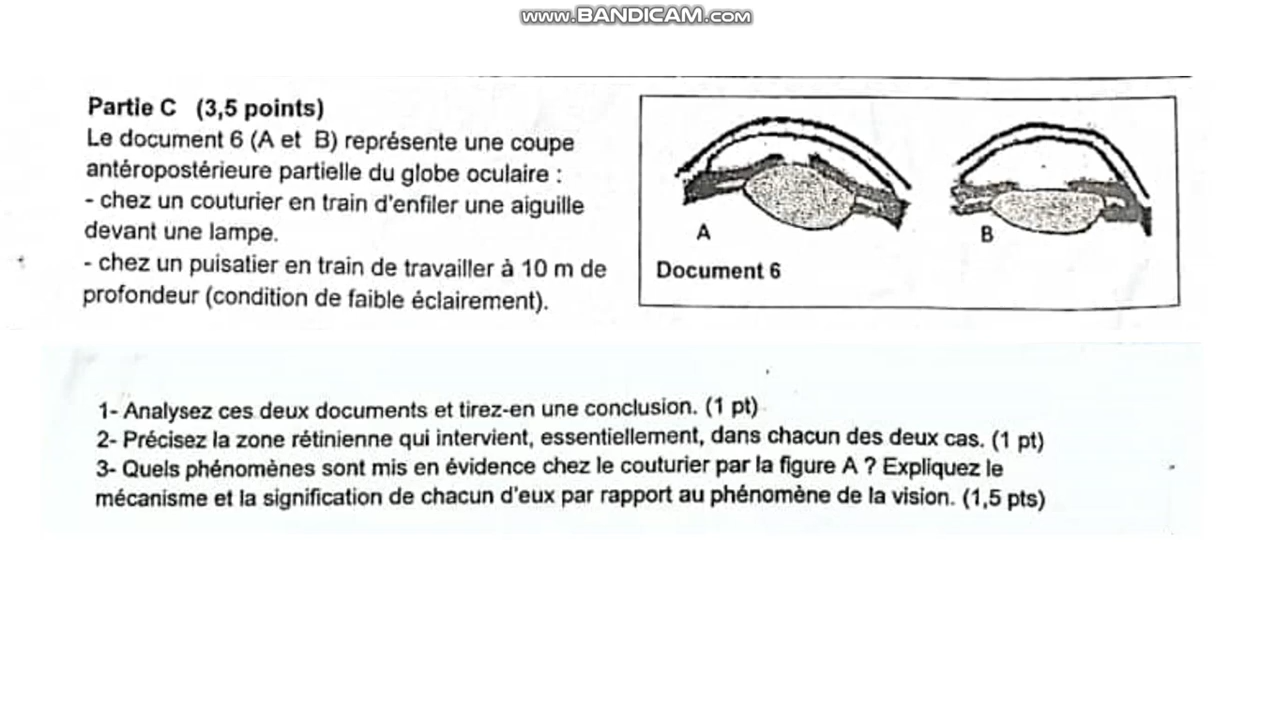 www.BANDICAM.com
Partie C (3,5 points)
Le document 6 (A et B) représente une coupe
antéropostérieure partielle du globe oculaire :
- chez un couturier en train d'enfiler une aiguille
devant une lampe.
- chez un puisatier en train de travailler à 10 m de
profondeur (condition de faible éclairement).
A
B
Document 6
1- Analysez ces deux documents et tirez-en une conclusion. (1 pt)
2- Précisez la zone rétinienne qui intervient, essentiellement, dans chacun des deux cas. (1 pt)
3- Quels phénomènes sont mis en évidence chez le couturier par la figure A ? Expliquez le
mécanisme et la signification de chacun d'eux par rapport au phénomène de la vision. (1,5 pts)